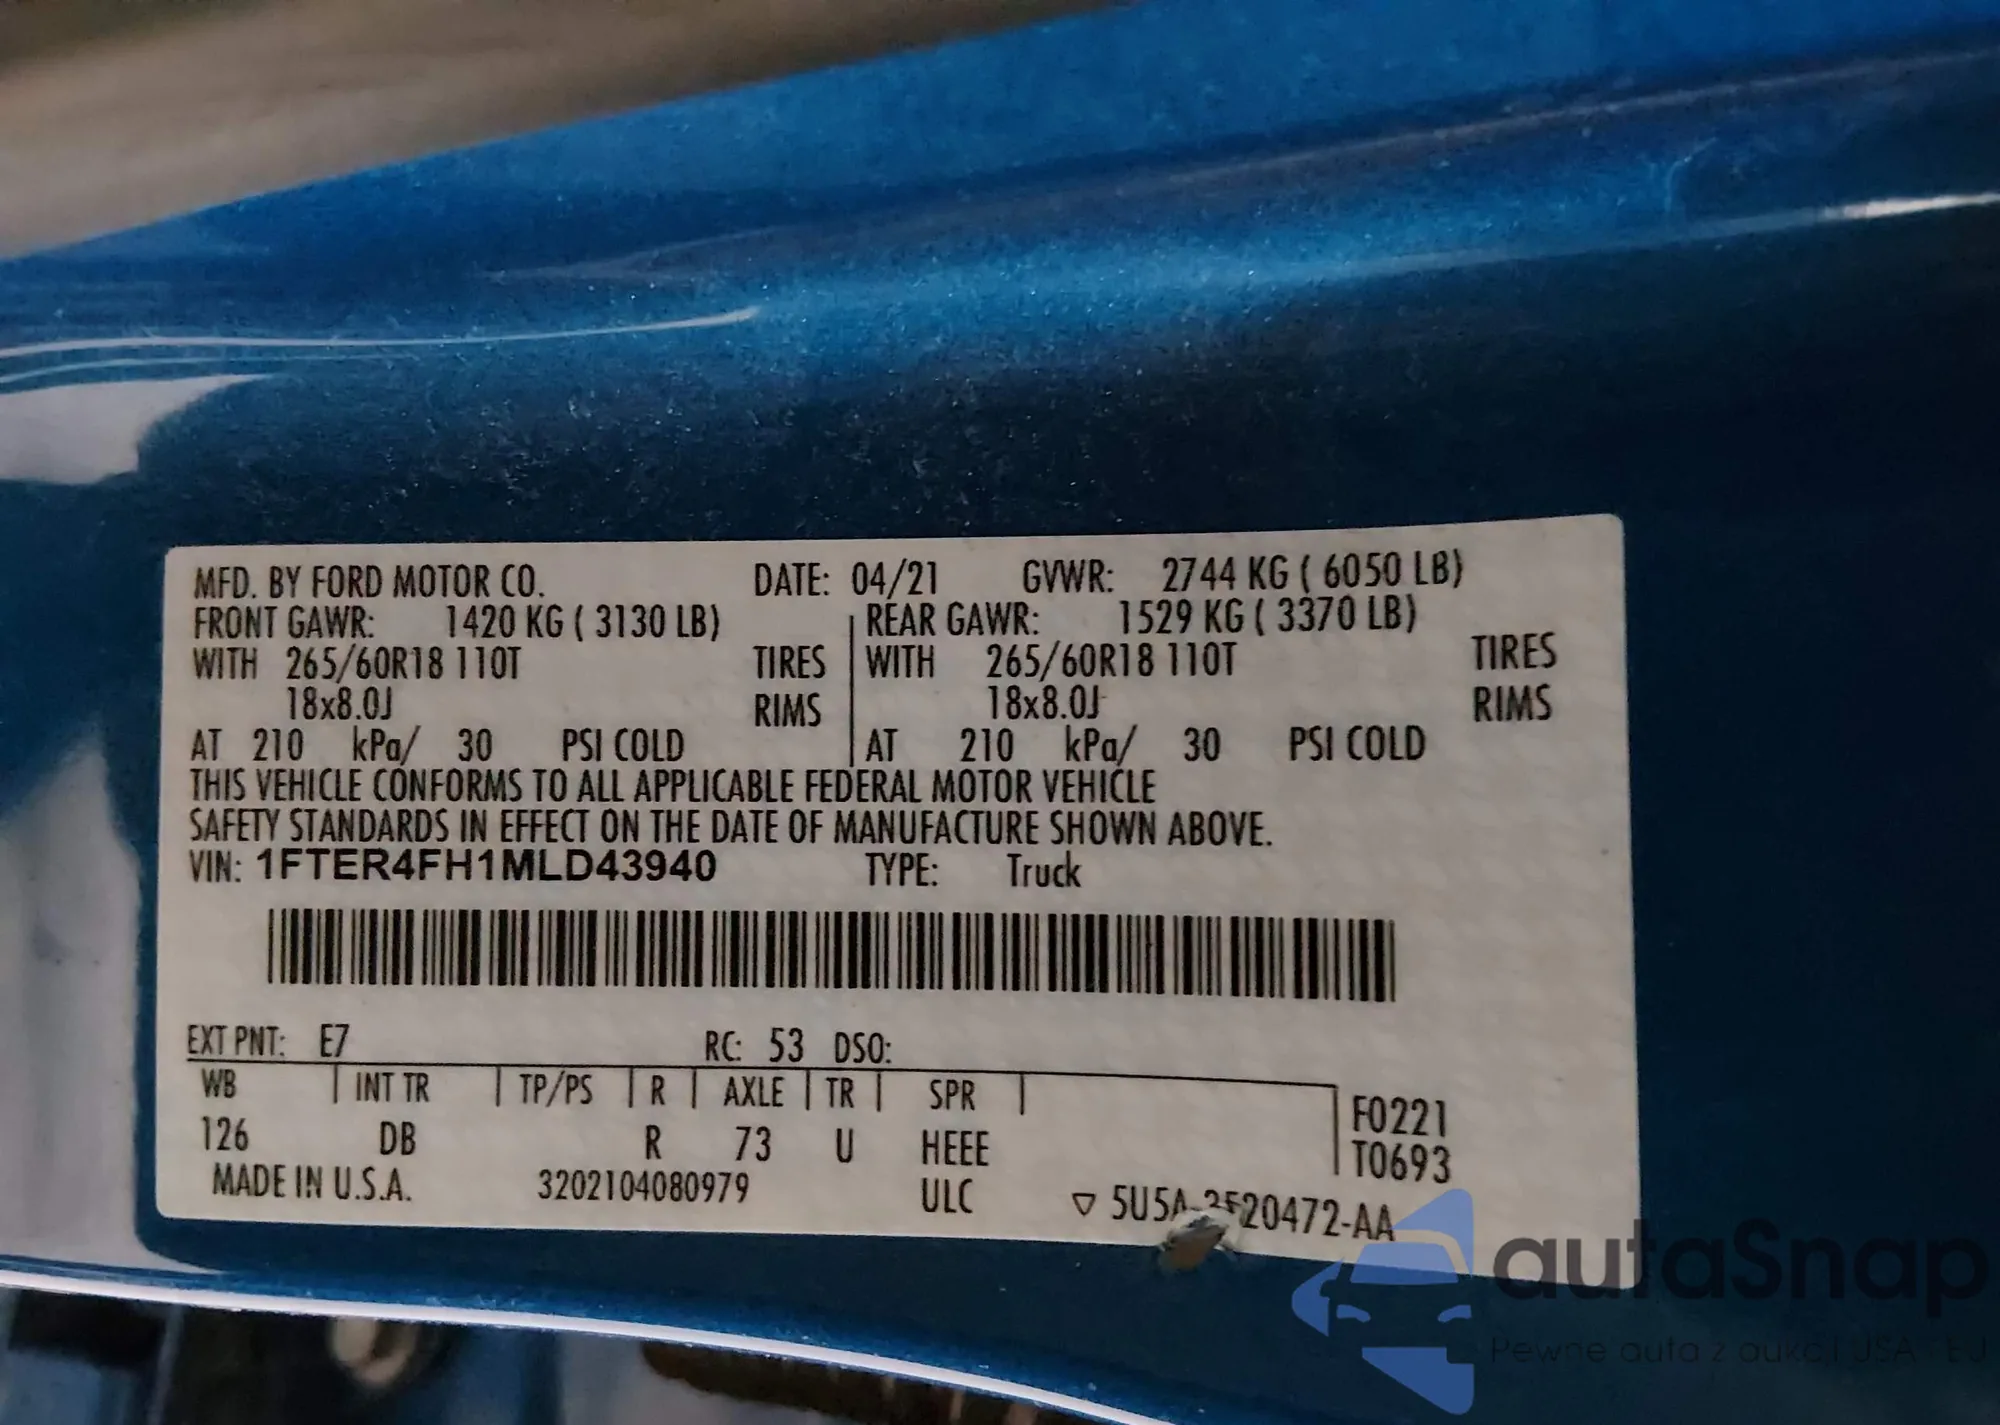 MFD. BY FORD MOTOR CO. DATE: 04/21 GVWR: 2744 KG ( 6050 LB)
FRONT GAWR: 1420 KG ( 3130 LB) REAR GAWR: 1529 KG ( 3370 LB)
WITH 265/60R18 110T TIRES WITH 265/60R18 110T TIRES
18x8.0J RIMS 18x8.0J RIMS
AT 210 kPa/ 30 PSI COLD AT 210 kPa/ 30 PSI COLD
THIS VEHICLE CONFORMS TO ALL APPLICABLE FEDERAL MOTOR VEHICLE
SAFETY STANDARDS IN EFFECT ON THE DATE OF MANUFACTURE SHOWN ABOVE.
VIN: 1FTER4FH1MLD43940 TYPE: Truck
EXT PNT: E7 RC: 53 DSO:
WB INT TR TP/PS R AXLE TR SPR
F0221
126 DB R 73 U HEEE
T0693
MADE IN U.S.A. 3202104080979 ULC
autaSnap
Pewne auta z aukcji USA